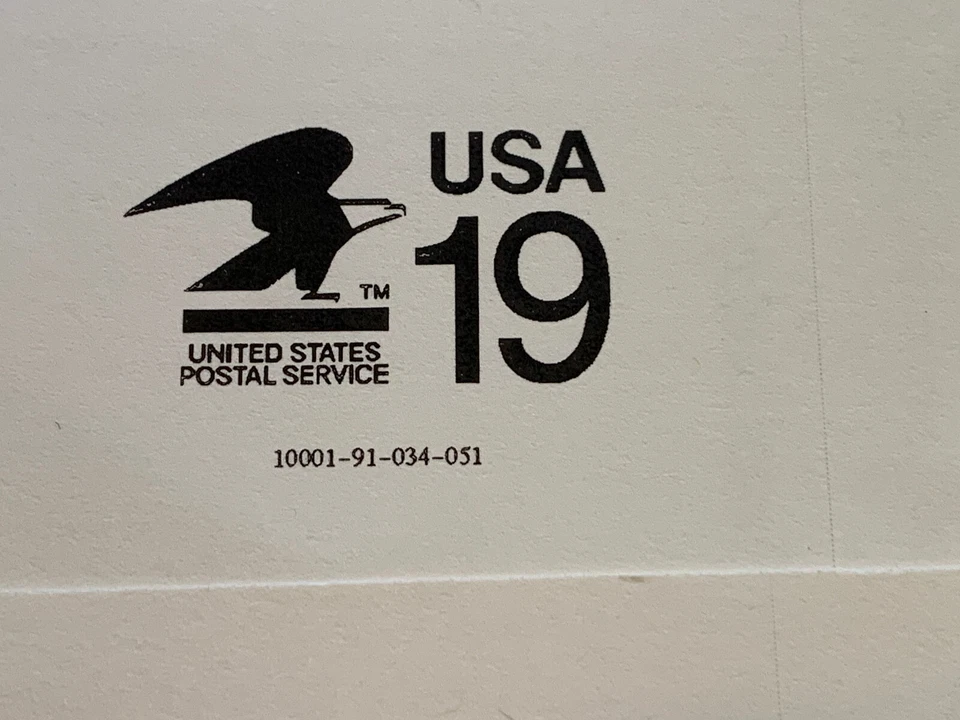 USA
19
TM
UNITED STATES
POSTAL SERVICE
10001-91-034-051